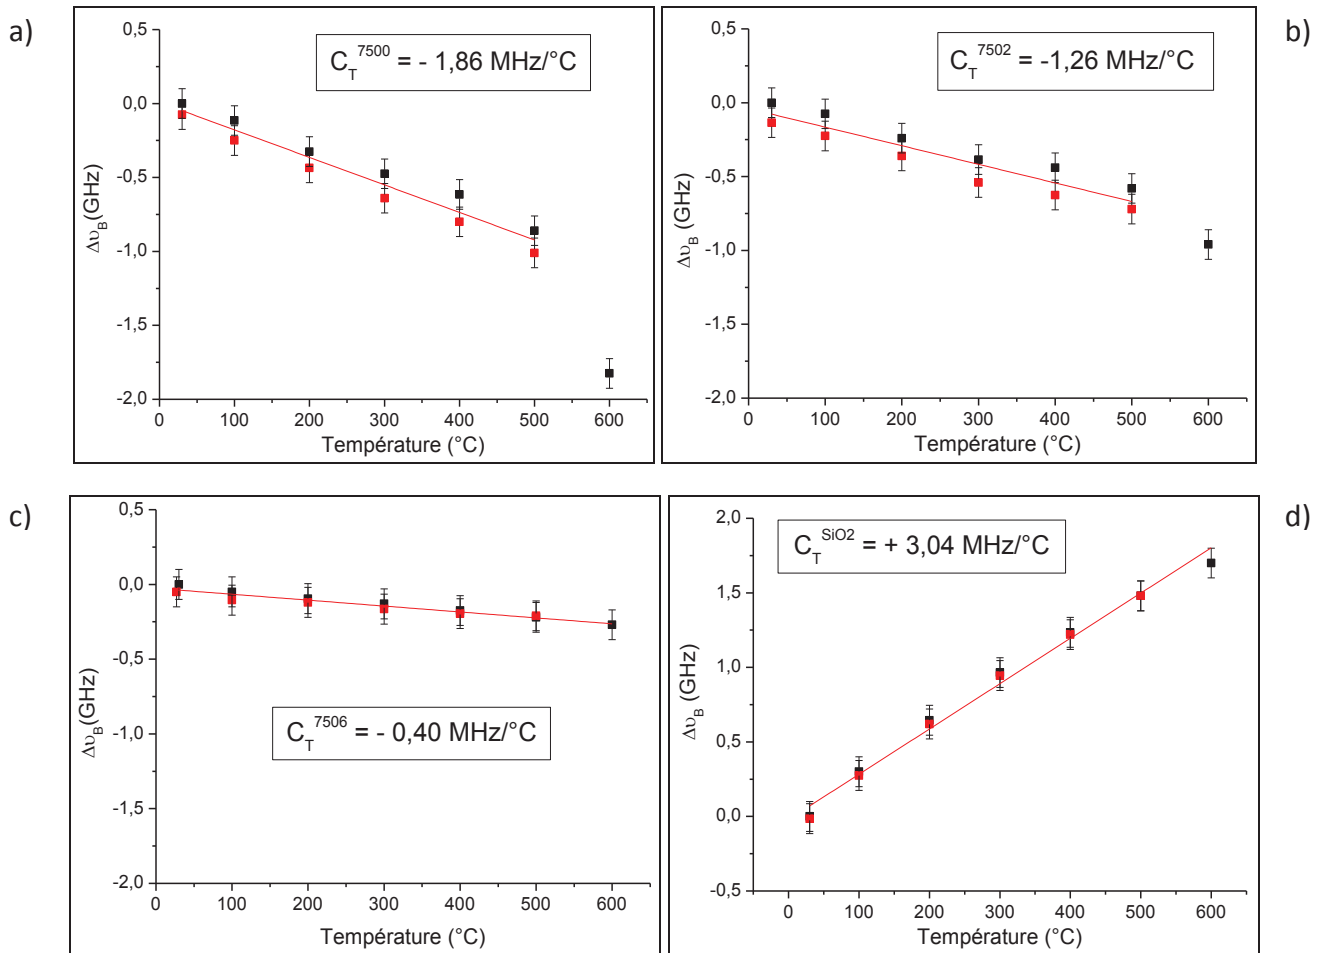 a)
0,5
0,0
-0,5
-1,0
-1,5
-2,0
C_T^7500 = - 1,86 MHz/°C
Δυ_B(GHz)
0 100 200 300 400 500 600
Température (°C)
b)
0,5
0,0
-0,5
-1,0
-1,5
-2,0
C_T^7502 = -1,26 MHz/°C
Δυ_B (GHz)
0 100 200 300 400 500 600
Température (°C)
c)
0,5
0,0
-0,5
-1,0
-1,5
-2,0
C_T^7506 = - 0,40 MHz/°C
Δυ_B(GHz)
0 100 200 300 400 500 600
Température (°C)
d)
2,0
1,5
1,0
0,5
0,0
-0,5
C_T^SiO2 = + 3,04 MHz/°C
Δυ_B (GHz)
0 100 200 300 400 500 600
Température (°C)